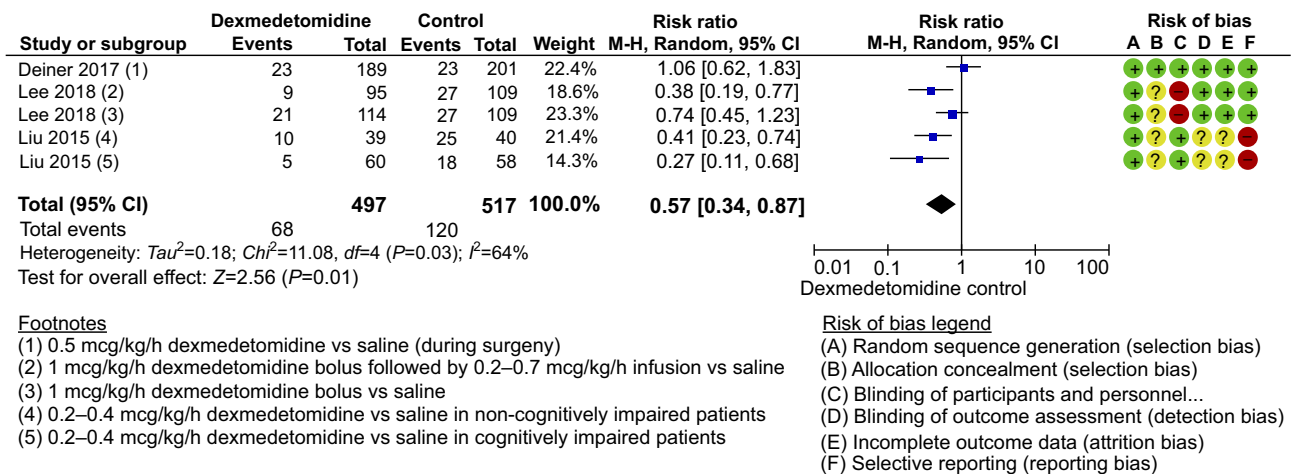 Dexmedetomidine Control Risk ratio Risk ratio Risk of bias
Study or subgroup Events Total Events Total Weight M-H, Random, 95% CI M-H, Random, 95% CI A B C D E F
Deiner 2017 (1) 23 189 23 201 22.4% 1.06 [0.62, 1.83] + + + + + +
Lee 2018 (2) 9 95 27 109 18.6% 0.38 [0.19, 0.77] + ? − + + +
Lee 2018 (3) 21 114 27 109 23.3% 0.74 [0.45, 1.23] + ? − + + +
Liu 2015 (4) 10 39 25 40 21.4% 0.41 [0.23, 0.74] + ? + ? ? −
Liu 2015 (5) 5 60 18 58 14.3% 0.27 [0.11, 0.68] + ? + ? ? −
Total (95% CI) 497 517 100.0% 0.57 [0.34, 0.87]
Total events 68 120
Heterogeneity: Tau²=0.18; Chi²=11.08, df=4 (P=0.03); I²=64%
Test for overall effect: Z=2.56 (P=0.01)
0.01 0.1 1 10 100
Dexmedetomidine control
Footnotes
(1) 0.5 mcg/kg/h dexmedetomidine vs saline (during surgeny)
(2) 1 mcg/kg/h dexmedetomidine bolus followed by 0.2–0.7 mcg/kg/h infusion vs saline
(3) 1 mcg/kg/h dexmedetomidine bolus vs saline
(4) 0.2–0.4 mcg/kg/h dexmedetomidine vs saline in non-cognitively impaired patients
(5) 0.2–0.4 mcg/kg/h dexmedetomidine vs saline in cognitively impaired patients
Risk of bias legend
(A) Random sequence generation (selection bias)
(B) Allocation concealment (selection bias)
(C) Blinding of participants and personnel...
(D) Blinding of outcome assessment (detection bias)
(E) Incomplete outcome data (attrition bias)
(F) Selective reporting (reporting bias)